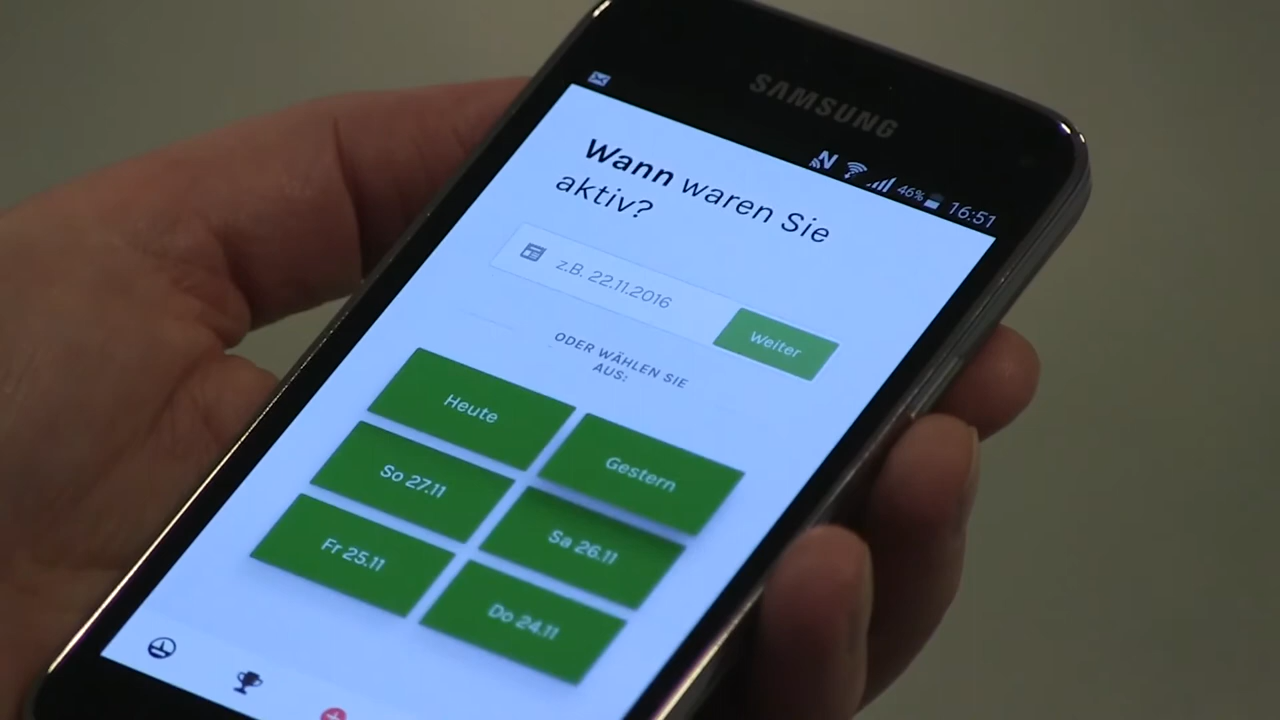 SAMSUNG
N 46% 16:51
Wann waren Sie
aktiv?
z.B. 22.11.2016
Weiter
ODER WÄHLEN SIE
AUS:
Heute
Gestern
So 27.11
Sa 26.11
Fr 25.11
Do 24.11